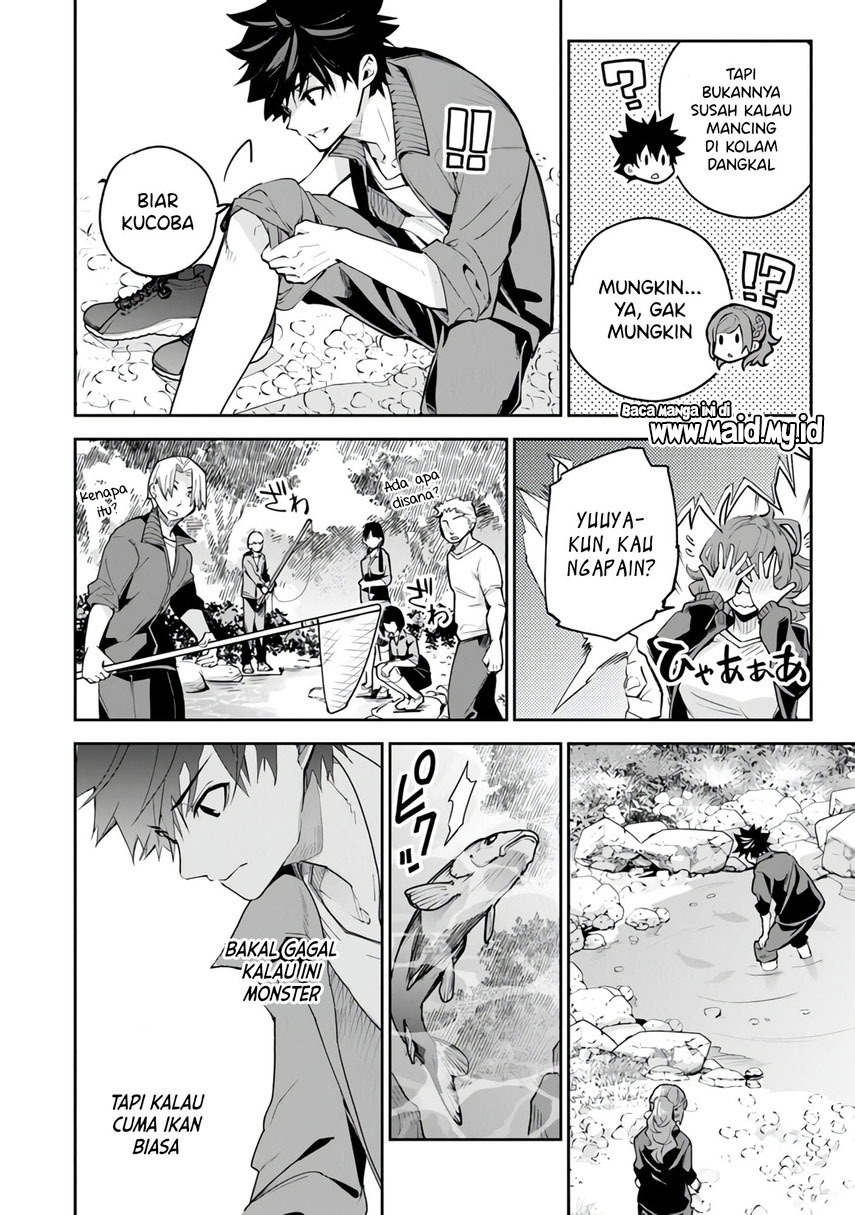 TAPI
BUKANNYA
SUSAH KALAU
MANCING
DI KOLAM
DANGKAL
?
MUNGKIN...
YA, GAK
MUNGKIN
!?
!!
BIAR
KUCOBA
Baca Manga ini di
www.Maid.My.id
YUUYA-
KUN, KAU
NGAPAIN?
ひゃあぁぁあ
Ada apa
disana?
Kenapa
itu?
ざわ
ざわ
ピクッ
BAKAL GAGAL
KALAU INI
MONSTER
TAPI KALAU
CUMA IKAN
BIASA